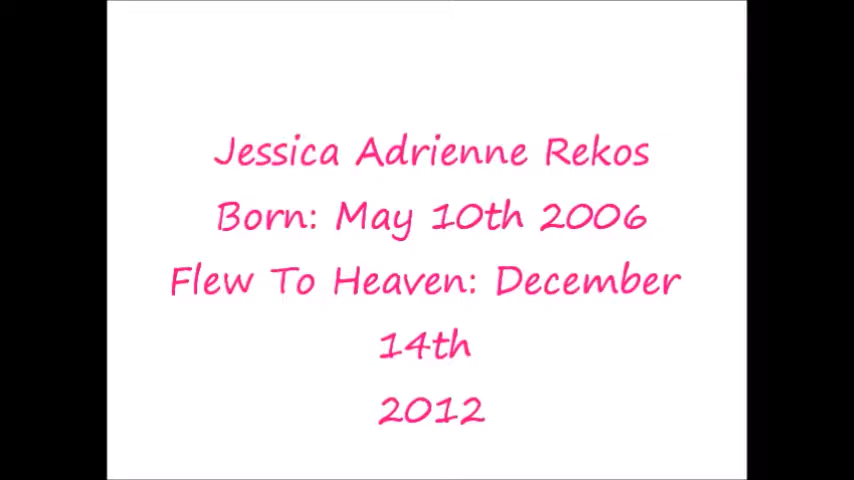 Jessica Adrienne Rekos
Born: May 10th 2006
Flew To Heaven: December
14th
2012